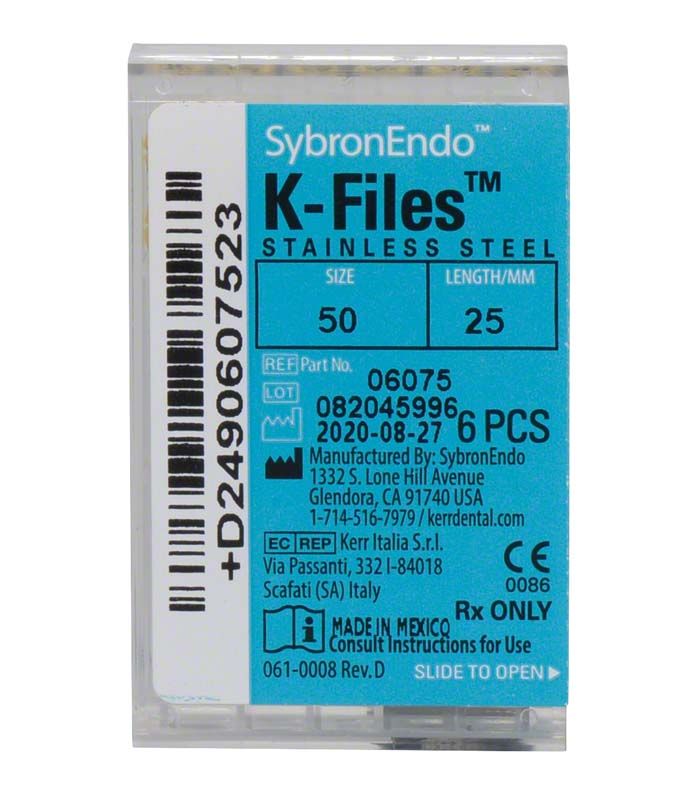 SybronEndo™
K-Files™
STAINLESS STEEL
SIZE LENGTH/MM
50 25
REF Part No. 06075
LOT 082045996
2020-08-27 6 PCS
Manufactured By: SybronEndo
1332 S. Lone Hill Avenue
Glendora, CA 91740 USA
1-714-516-7979 / kerrdental.com
EC REP Kerr Italia S.r.l.
Via Passanti, 332 I-84018
Scafati (SA) Italy
CE
0086
Rx ONLY
i MADE IN MEXICO
Consult Instructions for Use
061-0008 Rev. D SLIDE TO OPEN
+D2490607523